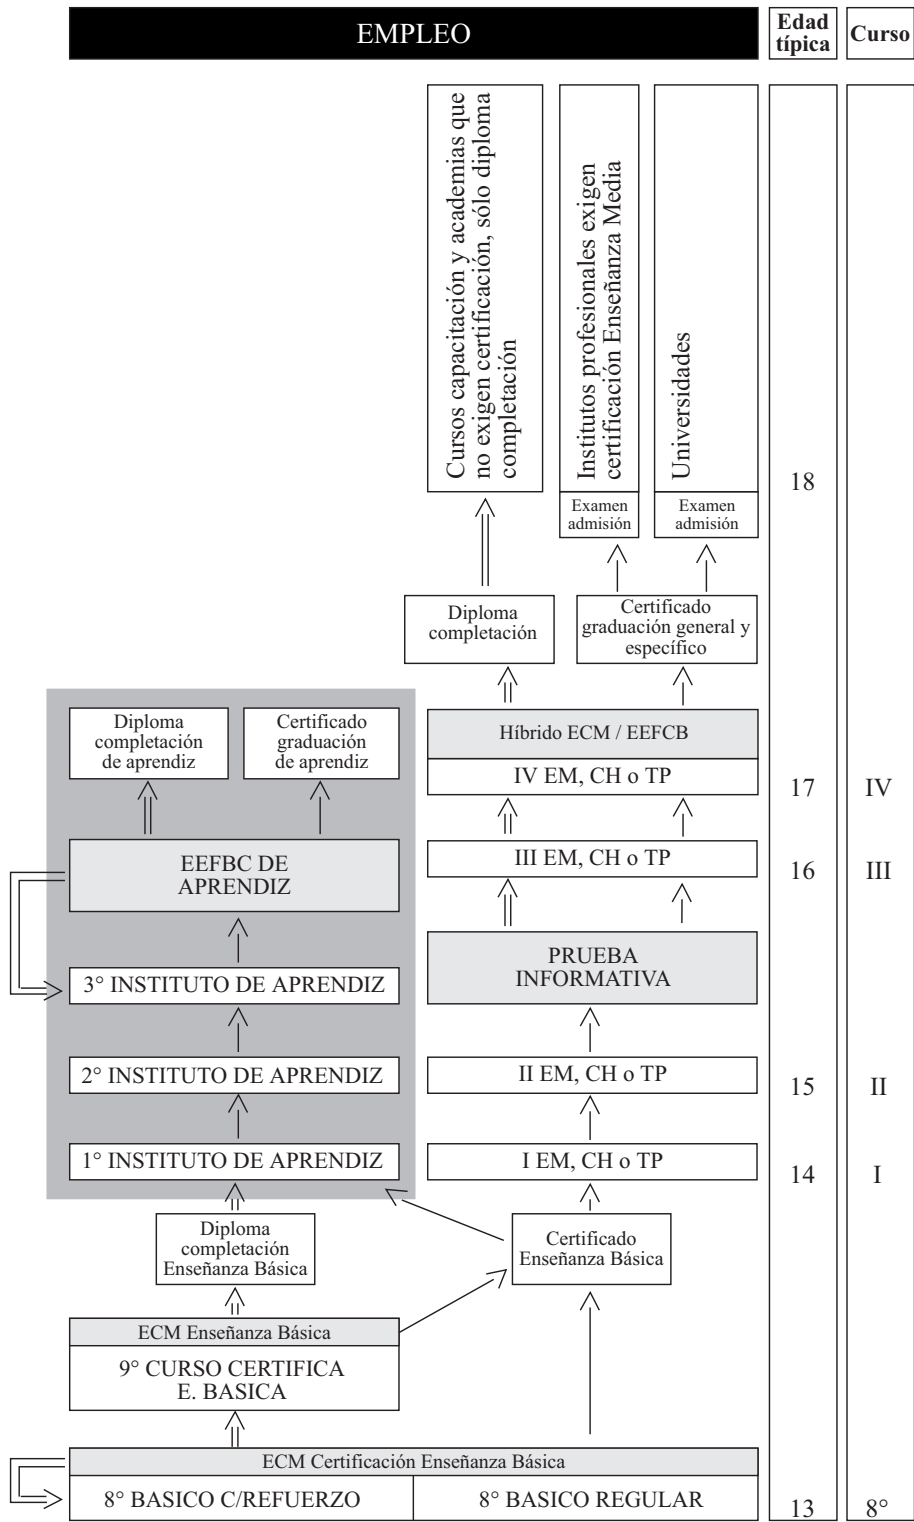 EMPLEO
Edad
típica
Curso
Cursos capacitación y academias que
no exigen certificación, sólo diploma
completación
Institutos profesionales exigen
certificación Enseñanza Media
Universidades
18
Examen
admisión
Examen
admisión
Diploma
completación
Certificado
graduación general y
específico
Diploma
completación
de aprendiz
Certificado
graduación
de aprendiz
Híbrido ECM / EEFCB
IV EM, CH o TP
17
IV
EEFBC DE
APRENDIZ
III EM, CH o TP
16
III
PRUEBA
INFORMATIVA
3° INSTITUTO DE APRENDIZ
2° INSTITUTO DE APRENDIZ
II EM, CH o TP
15
II
1° INSTITUTO DE APRENDIZ
I EM, CH o TP
14
I
Diploma
completación
Enseñanza Básica
Certificado
Enseñanza Básica
ECM Enseñanza Básica
9° CURSO CERTIFICA
E. BASICA
ECM Certificación Enseñanza Básica
8° BASICO C/REFUERZO
8° BASICO REGULAR
13
8°